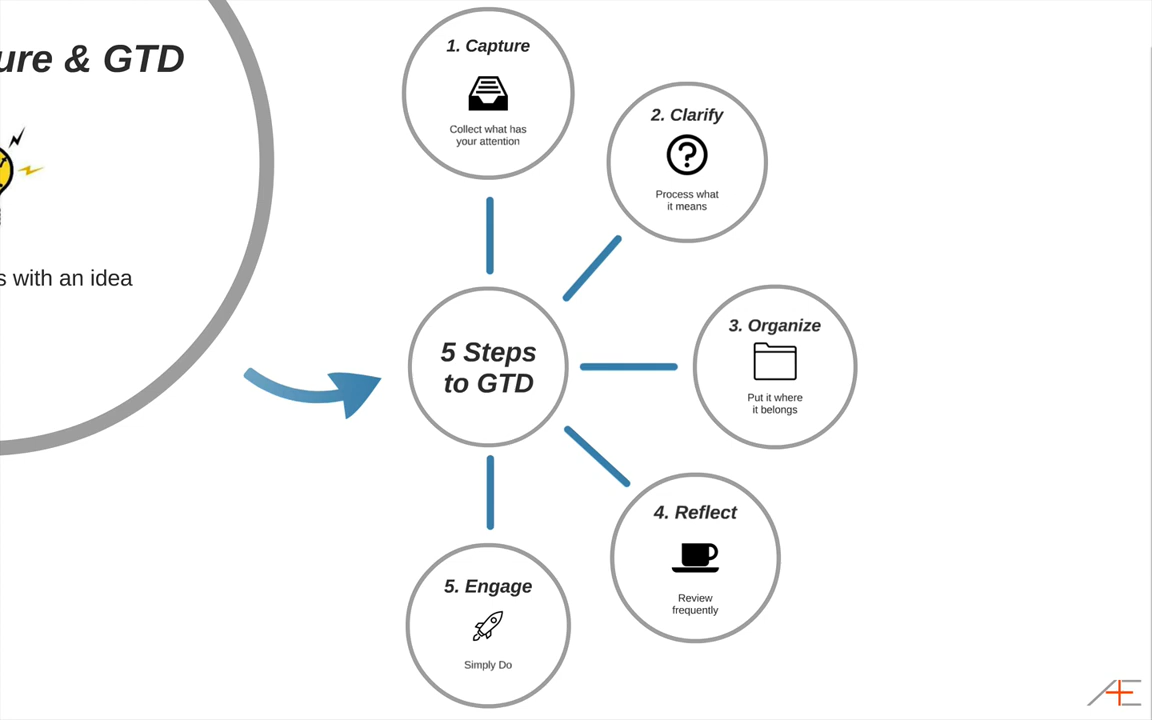 ure & GTD
s with an idea
1. Capture
Collect what has
your attention
2. Clarify
Process what
it means
5 Steps
to GTD
3. Organize
Put it where
it belongs
4. Reflect
Review
frequently
5. Engage
Simply Do
Æ